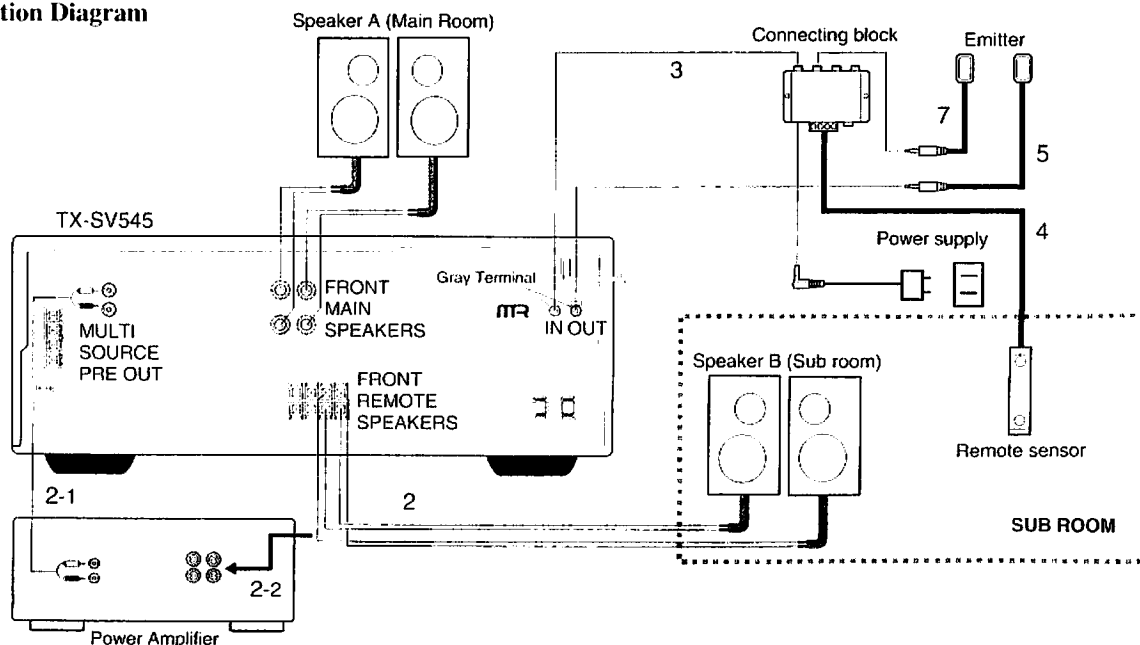 tion Diagram
Speaker A (Main Room)
Connecting block
Emitter
3
7
5
TX-SV545
4
Power supply
Gray Terminal
FRONT
MAIN
SPEAKERS
MR
IN OUT
MULTI
SOURCE
PRE OUT
FRONT
REMOTE
SPEAKERS
Speaker B (Sub room)
Remote sensor
2-1
2
SUB ROOM
2-2
Power Amplifier